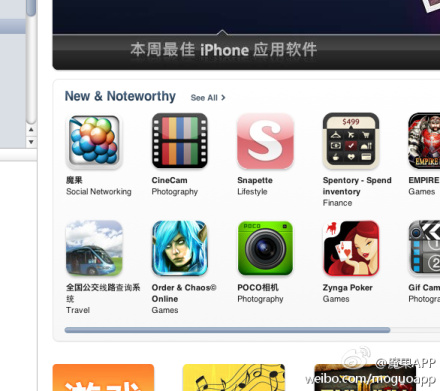 本周最佳 iPhone 应用软件
New & Noteworthy See All >
$499
S
EMPIRE
魔果
Social Networking
CineCam
Photography
Snapette
Lifestyle
Spentory - Spend
inventory
Finance
EMPIRE
Games
POCO
全国公交线路查询系
统
Travel
Order & Chaos©
Online
Games
POCO相机
Photography
Zynga Poker
Games
Gif Cam
Photogra
游戏
@魔果APP
weibo.com/moguoapp